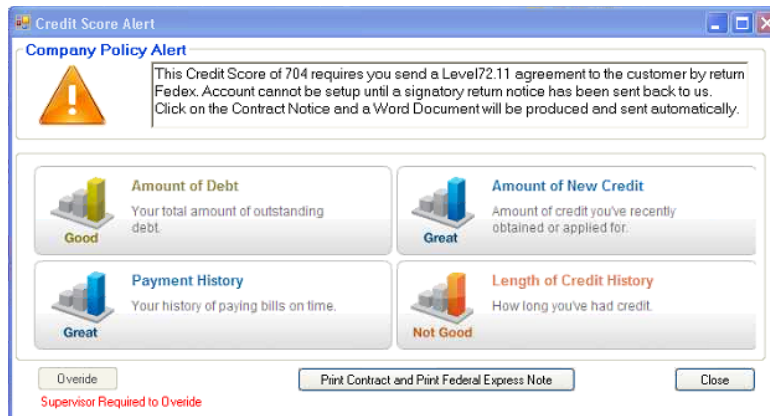 Credit Score Alert
Company Policy Alert
This Credit Score of 704 requires you send a Level72.11 agreement to the customer by return
Fedex. Account cannot be setup until a signatory return notice has been sent back to us.
Click on the Contract Notice and a Word Document will be produced and sent automatically.
Amount of Debt
Your total amount of outstanding
debt.
Good
Amount of New Credit
Amount of credit you've recently
obtained or applied for.
Great
Payment History
Your history of paying bills on time.
Great
Length of Credit History
How long you've had credit.
Not Good
Overide
Print Contract and Print Federal Express Note
Close
Supervisor Required to Overide